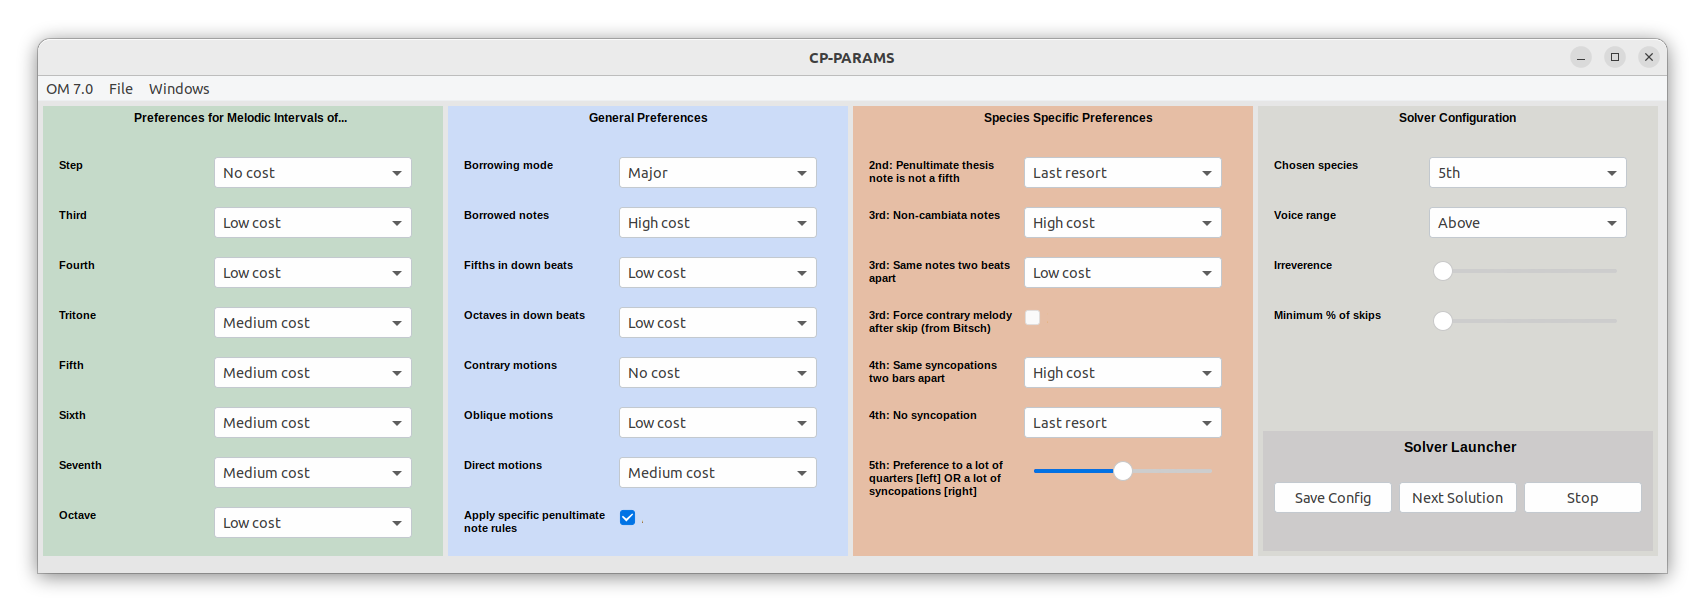 CP-PARAMS
OM 7.0 File Windows
Preferences for Melodic Intervals of...
Step
No cost
Third
Low cost
Fourth
Low cost
Tritone
Medium cost
Fifth
Medium cost
Sixth
Medium cost
Seventh
Medium cost
Octave
Low cost
General Preferences
Borrowing mode
Major
Borrowed notes
High cost
Fifths in down beats
Low cost
Octaves in down beats
Low cost
Contrary motions
No cost
Oblique motions
Low cost
Direct motions
Medium cost
Apply specific penultimate
note rules
.
Species Specific Preferences
2nd: Penultimate thesis
note is not a fifth
Last resort
3rd: Non-cambiata notes
High cost
3rd: Same notes two beats
apart
Low cost
3rd: Force contrary melody
after skip (from Bitsch)
4th: Same syncopations
two bars apart
High cost
4th: No syncopation
Last resort
5th: Preference to a lot of
quarters [left] OR a lot of
syncopations [right]
Solver Configuration
Chosen species
5th
Voice range
Above
Irreverence
Minimum % of skips
Solver Launcher
Save Config
Next Solution
Stop